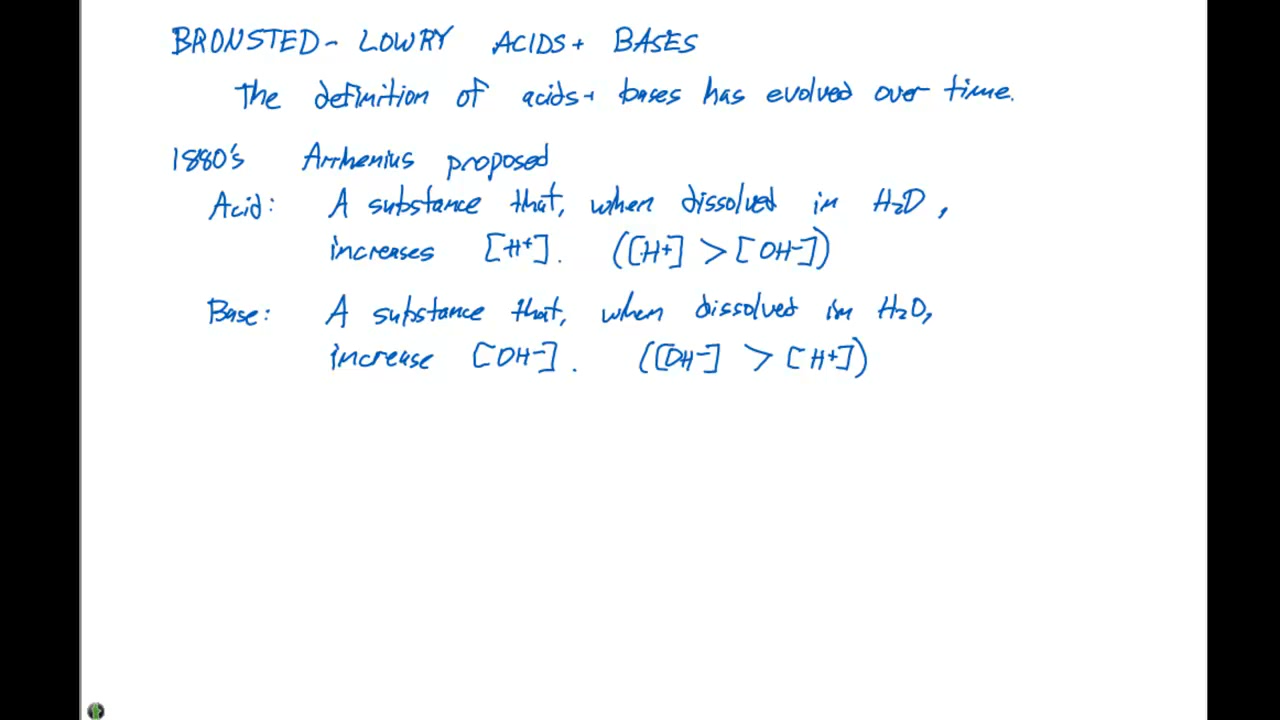 BRONSTED-LOWRY ACIDS + BASES
The definition of acids + bases has evolved over time.
1880's Arrhenius proposed
Acid: A substance that, when dissolved in H₂O,
increases [H+]. ([H+] > [OH-])
Base: A substance that, when dissolved in H₂O,
increase [OH-]. ([OH-] > [H+])